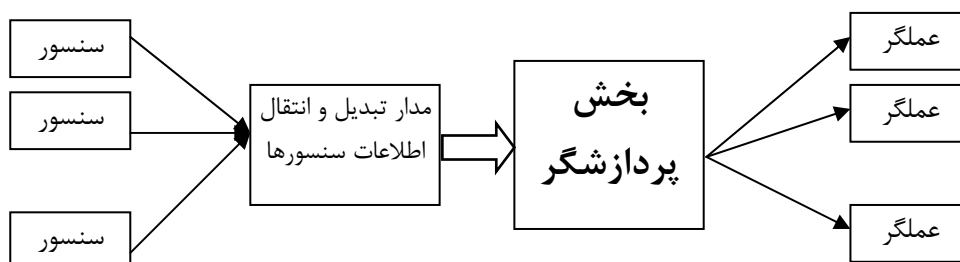 سنسور
سنسور
سنسور
مدار تبدیل و انتقال
اطلاعات سنسورها
بخش
پردازشگر
عملگر
عملگر
عملگر